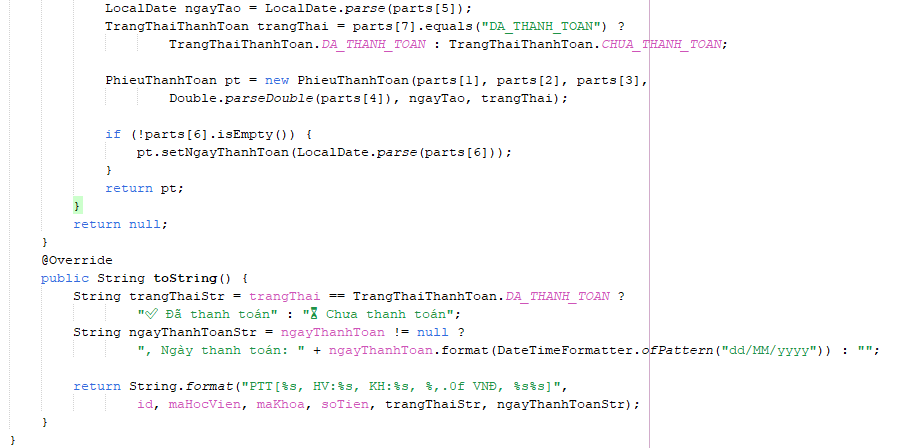 LocalDate ngayTao = LocalDate.parse(parts[5]);
TrangThaiThanhToan trangThai = parts[7].equals("DA_THANH_TOAN") ?
TrangThaiThanhToan.DA_THANH_TOAN : TrangThaiThanhToan.CHUA_THANH_TOAN;
PhieuThanhToan pt = new PhieuThanhToan(parts[1], parts[2], parts[3],
Double.parseDouble(parts[4]), ngayTao, trangThai);
if (!parts[6].isEmpty()) {
pt.setNgayThanhToan(LocalDate.parse(parts[6]));
}
return pt;
}
return null;
}
@Override
public String toString() {
String trangThaiStr = trangThai == TrangThaiThanhToan.DA_THANH_TOAN ?
"✅ Đã thanh toán" : "⏳ Chưa thanh toán";
String ngayThanhToanStr = ngayThanhToan != null ?
", Ngày thanh toán: " + ngayThanhToan.format(DateTimeFormatter.ofPattern("dd/MM/yyyy")) : "";
return String.format("PTT[%s, HV:%s, KH:%s, %,.0f VNĐ, %s%s]",
id, maHocVien, maKhoa, soTien, trangThaiStr, ngayThanhToanStr);
}
}